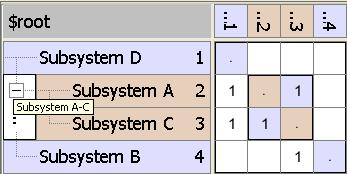 $root ...1 ...2 ...3 ...4
Subsystem D 1 .
Subsystem A 2 1 . 1
Subsystem A-C
Subsystem C 3 1 1 .
Subsystem B 4 1 .